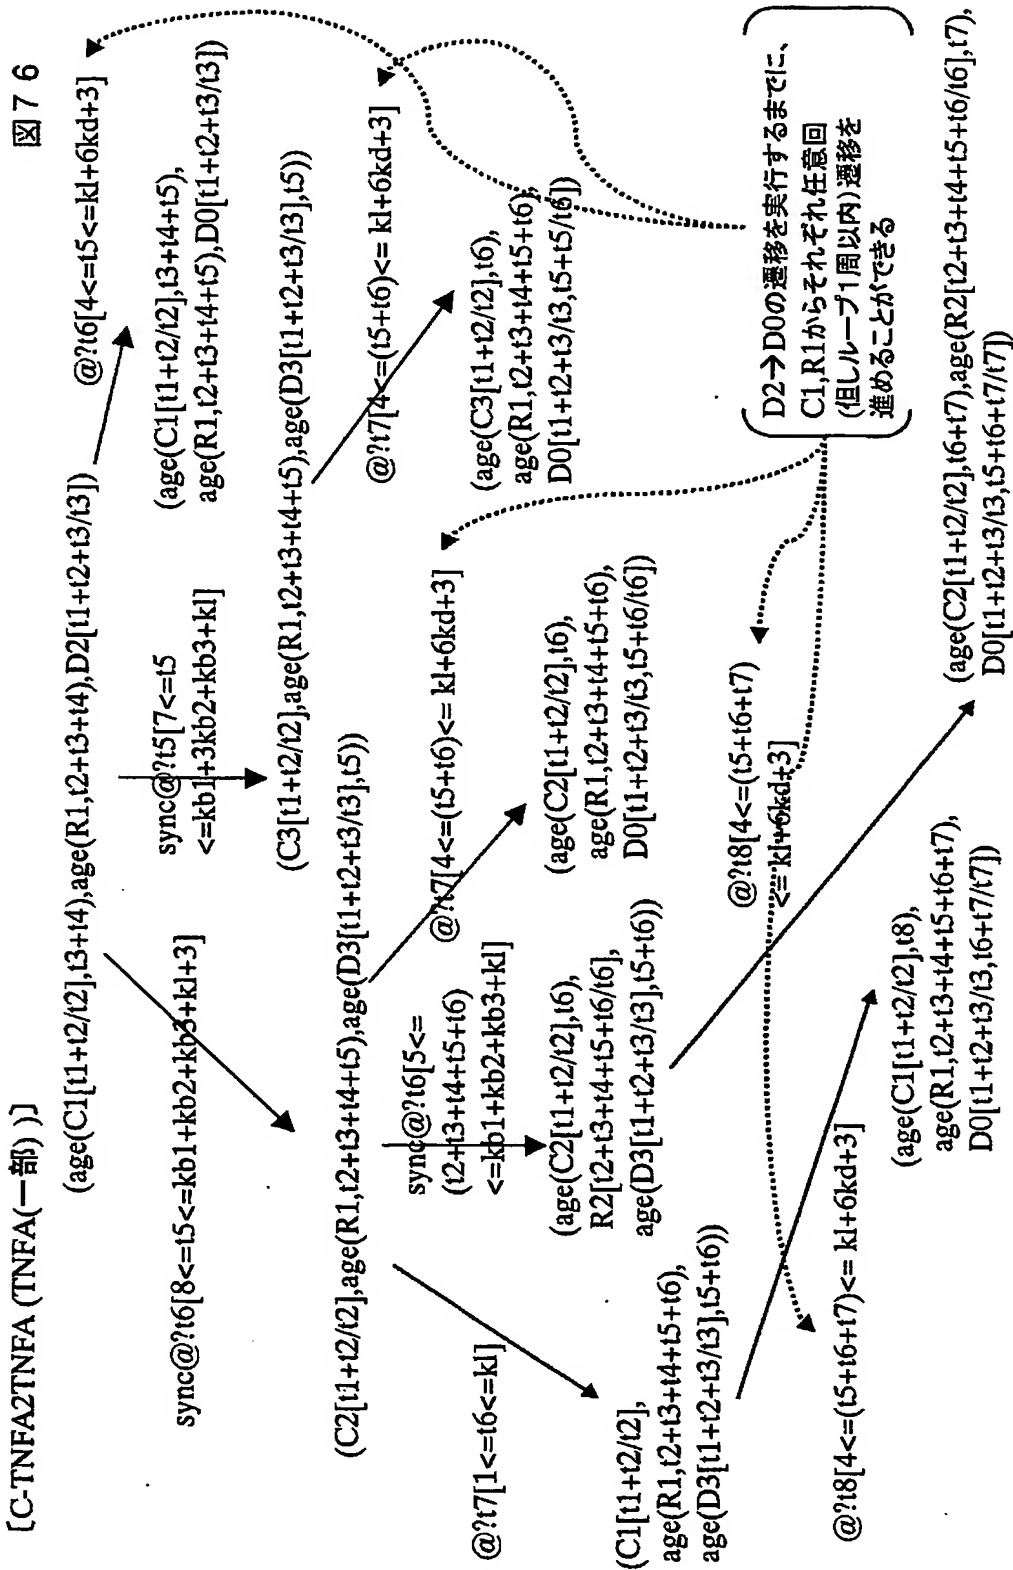 図７６
[C-TNFA2TNFA (TNFA(一部) )]
(age(C1[t1+t2/t2],t3+t4),age(R1,t2+t3+t4),D2[t1+t2+t3/t3])
@?t6[4<=t5<=kl+6kd+3]
(age(C1[t1+t2/t2],t3+t4+t5),
age(R1,t2+t3+t4+t5),D0[t1+t2+t3/t3])
sync@?t5[7<=t5
<=kb1+3kb2+kb3+kl]
sync@?t6[8<=t5<=kb1+kb2+kb3+kl+3]
(C3[t1+t2/t2],age(R1,t2+t3+t4+t5),age(D3[t1+t2+t3/t3],t5))
@?t7[4<=(t5+t6)<= kl+6kd+3]
(age(C3[t1+t2/t2],t6),
age(R1,t2+t3+t4+t5+t6),
D0[t1+t2+t3/t3,t5+t5/t6])
(C2[t1+t2/t2],age(R1,t2+t3+t4+t5),age(D3[t1+t2+t3/t3],t5))
@?t7[4<=(t5+t6)<= kl+6kd+3]
(age(C2[t1+t2/t2],t6),
age(R1,t2+t3+t4+t5+t6),
D0[t1+t2+t3/t3,t5+t6/t6])
sync@?t6[5<=
(t2+t3+t4+t5+t6)
<=kb1+kb2+kb3+kl]
(age(C2[t1+t2/t2],t6),
R2[t2+t3+t4+t5+t6/t6],
age(D3[t1+t2+t3/t3],t5+t6))
@?t7[1<=t6<=kl]
(C1[t1+t2/t2],
age(R1,t2+t3+t4+t5+t6),
age(D3[t1+t2+t3/t3],t5+t6))
@?t8[4<=(t5+t6+t7)
<= kl+6kd+3]
D2→D0の遷移を実行するまでに、
C1,R1からそれぞれ任意回
(但しループ1周以内)遷移を
進めることができる
@?t8[4<=(t5+t6+t7)<= kl+6kd+3]
(age(C1[t1+t2/t2],t8),
age(R1,t2+t3+t4+t5+t6+t7),
D0[t1+t2+t3/t3,t6+t7/t7])
(age(C2[t1+t2/t2],t6+t7),age(R2[t2+t3+t4+t5+t6/t6],t7),
D0[t1+t2+t3/t3,t5+t6+t7/t7])